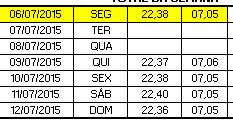 06/07/2015 SEG 22,38 07,05
07/07/2015 TER
08/07/2015 QUA
09/07/2015 QUI 22,37 07,06
10/07/2015 SEX 22,38 07,05
11/07/2015 SÁB 22,40 07,05
12/07/2015 DOM 22,36 07,05